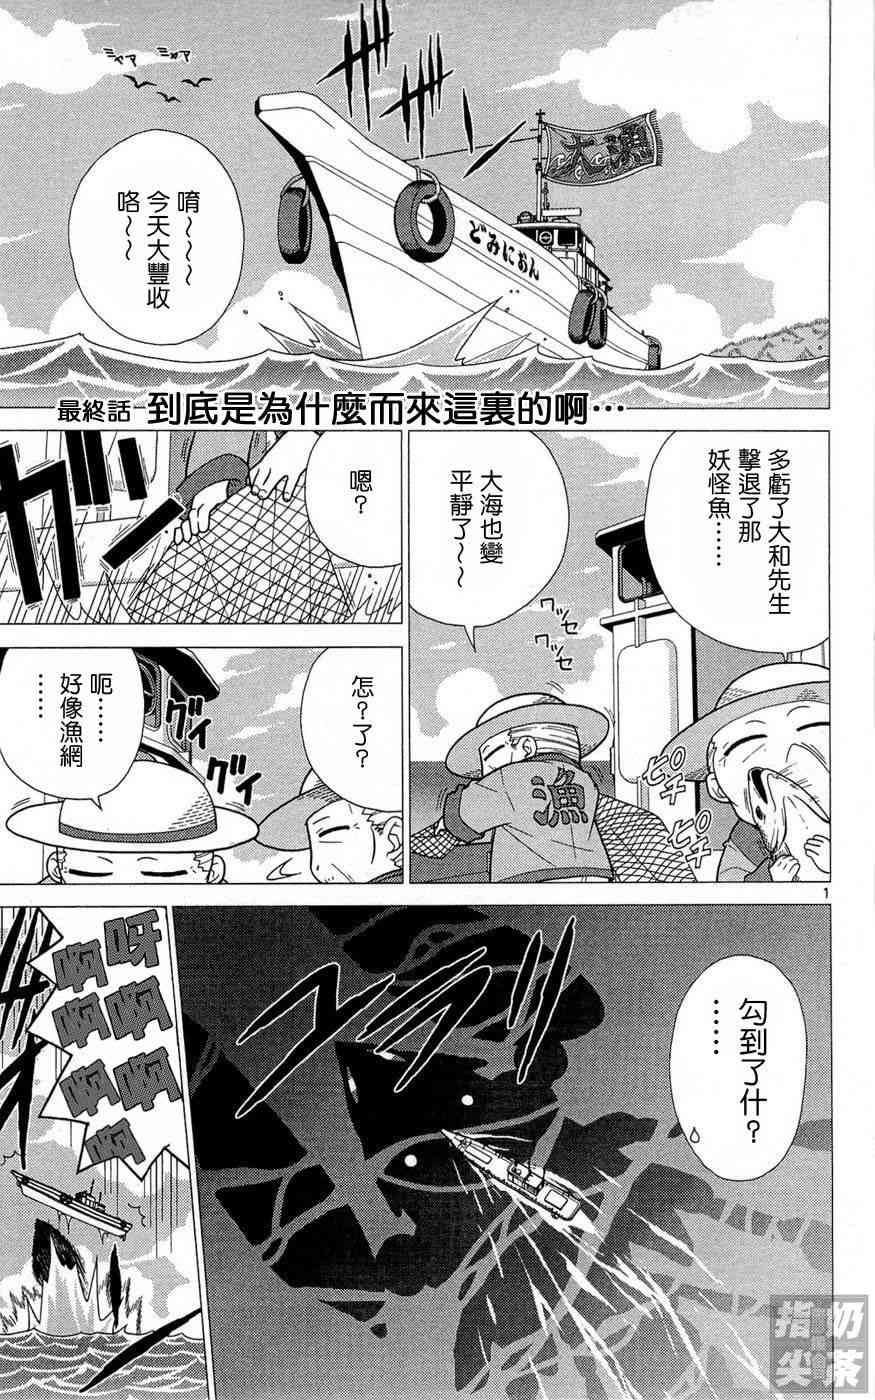 ミャア
ミャア
唷～～～
今天大豐收
咯～～
大漁
どみにおん
最終話 到底是為什麼而來這裏的啊…
多虧了大和先生
擊退了那
妖怪魚……
大海也變
平靜了～～
ワッセ
ワッセ
漁
ピチ
ピチ
嗯？
ガガガッ
怎？了？
呃……
好像漁網
……
グイグイ
1
勾到了什？
……
呀啊啊啊
啊啊啊啊
指尖
奶茶